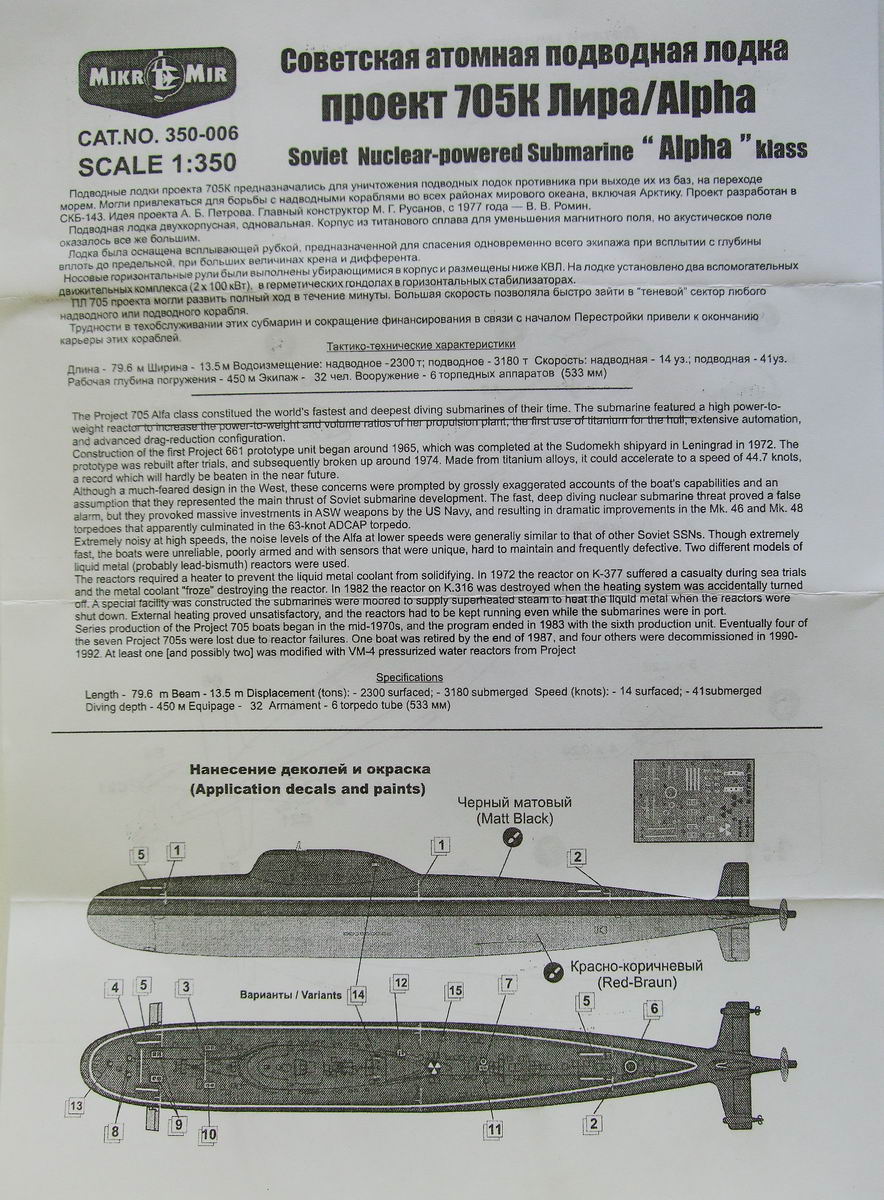 MIKR MIR
CAT.NO. 350-006
SCALE 1:350
Советская атомная подводная лодка
проект 705К Лира/Alpha
Soviet Nuclear-powered Submarine “ Alpha ” klass
Подводные лодки проекта 705К предназначались для уничтожения подводных лодок противника при выходе их из баз, на переходе
морем. Могли привлекаться для борьбы с надводными кораблями во всех районах мирового океана, включая Арктику. Проект разработан в
СКБ-143. Идея проекта А. Б. Петрова. Главный конструктор М. Г. Русанов, с 1977 года — В. В. Ромин.
Подводная лодка двухкорпусная, одновальная. Корпус из титанового сплава для уменьшения магнитного поля, но акустическое поле
оказалось все же большим.
Лодка была оснащена всплывающей рубкой, предназначенной для спасения одновременно всего экипажа при всплытии с глубины
вплоть до предельной, при больших величинах крена и дифферента.
Носовые горизонтальные рули были выполнены убирающимися в корпус и размещены ниже КВЛ. На лодке установлено два вспомогательных
движительных комплекса (2 x 100 кВт), в герметических гондолах в горизонтальных стабилизаторах.
ПЛ 705 проекта могли развить полный ход в течение минуты. Большая скорость позволяла быстро зайти в "теневой" сектор любого
надводного или подводного корабля.
Трудности в техобслуживании этих субмарин и сокращение финансирования в связи с началом Перестройки привели к окончанию
карьеры этих кораблей.
Тактико-технические характеристики
Длина - 79.6 м Ширина - 13.5 м Водоизмещение: надводное -2300 т; подводное - 3180 т Скорость: надводная - 14 уз.; подводная - 41уз.
Рабочая глубина погружения - 450 м Экипаж - 32 чел. Вооружение - 6 торпедных аппаратов (533 мм)
The Project 705 Alfa class constitued the world's fastest and deepest diving submarines of their time. The submarine featured a high power-to-
weight reactor to increase the power-to-weight and volume ratios of her propulsion plant, the first use of titanium for the hull, extensive automation,
and advanced drag-reduction configuration.
Construction of the first Project 661 prototype unit began around 1965, which was completed at the Sudomekh shipyard in Leningrad in 1972. The
prototype was rebuilt after trials, and subsequently broken up around 1974. Made from titanium alloys, it could accelerate to a speed of 44.7 knots,
a record which will hardly be beaten in the near future.
Although a much-feared design in the West, these concerns were prompted by grossly exaggerated accounts of the boat's capabilities and an
assumption that they represented the main thrust of Soviet submarine development. The fast, deep diving nuclear submarine threat proved a false
alarm, but they provoked massive investments in ASW weapons by the US Navy, and resulting in dramatic improvements in the Mk. 46 and Mk. 48
torpedoes that apparently culminated in the 63-knot ADCAP torpedo.
Extremely noisy at high speeds, the noise levels of the Alfa at lower speeds were generally similar to that of other Soviet SSNs. Though extremely
fast, the boats were unreliable, poorly armed and with sensors that were unique, hard to maintain and frequently defective. Two different models of
liquid metal (probably lead-bismuth) reactors were used.
The reactors required a heater to prevent the liquid metal coolant from solidifying. In 1972 the reactor on K-377 suffered a casualty during sea trials
and the metal coolant "froze" destroying the reactor. In 1982 the reactor on K.316 was destroyed when the heating system was accidentally turned
off. A special facility was constructed the submarines were moored to supply superheated steam to heat the liquid metal when the reactors were
shut down. External heating proved unsatisfactory, and the reactors had to be kept running even while the submarines were in port.
Series production of the Project 705 boats began in the mid-1970s, and the program ended in 1983 with the sixth production unit. Eventually four of
the seven Project 705s were lost due to reactor failures. One boat was retired by the end of 1987, and four others were decommissioned in 1990-
1992. At least one [and possibly two] was modified with VM-4 pressurized water reactors from Project
Specifications
Length - 79.6 m Beam - 13.5 m Displacement (tons): - 2300 surfaced; - 3180 submerged Speed (knots): - 14 surfaced; - 41submerged
Diving depth - 450 м Equipage - 32 Armament - 6 torpedo tube (533 мм)
Нанесение деколей и окраска
(Application decals and paints)
Черный матовый
(Matt Black)
5 1 1 2
Красно-коричневый
(Red-Braun)
Варианты / Variants 14
4 5 3 12 15 7 5 6
13 8 9 10 11 2